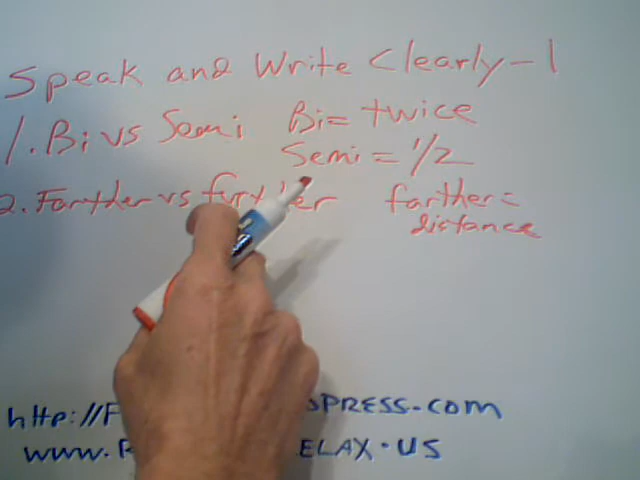 Speak and Write Clearly-1
1. Bi vs Semi Bi= twice
Semi = 1/2
2. Farther vs further farther=
distance
http://F PRESS.com
www. ELAX.US